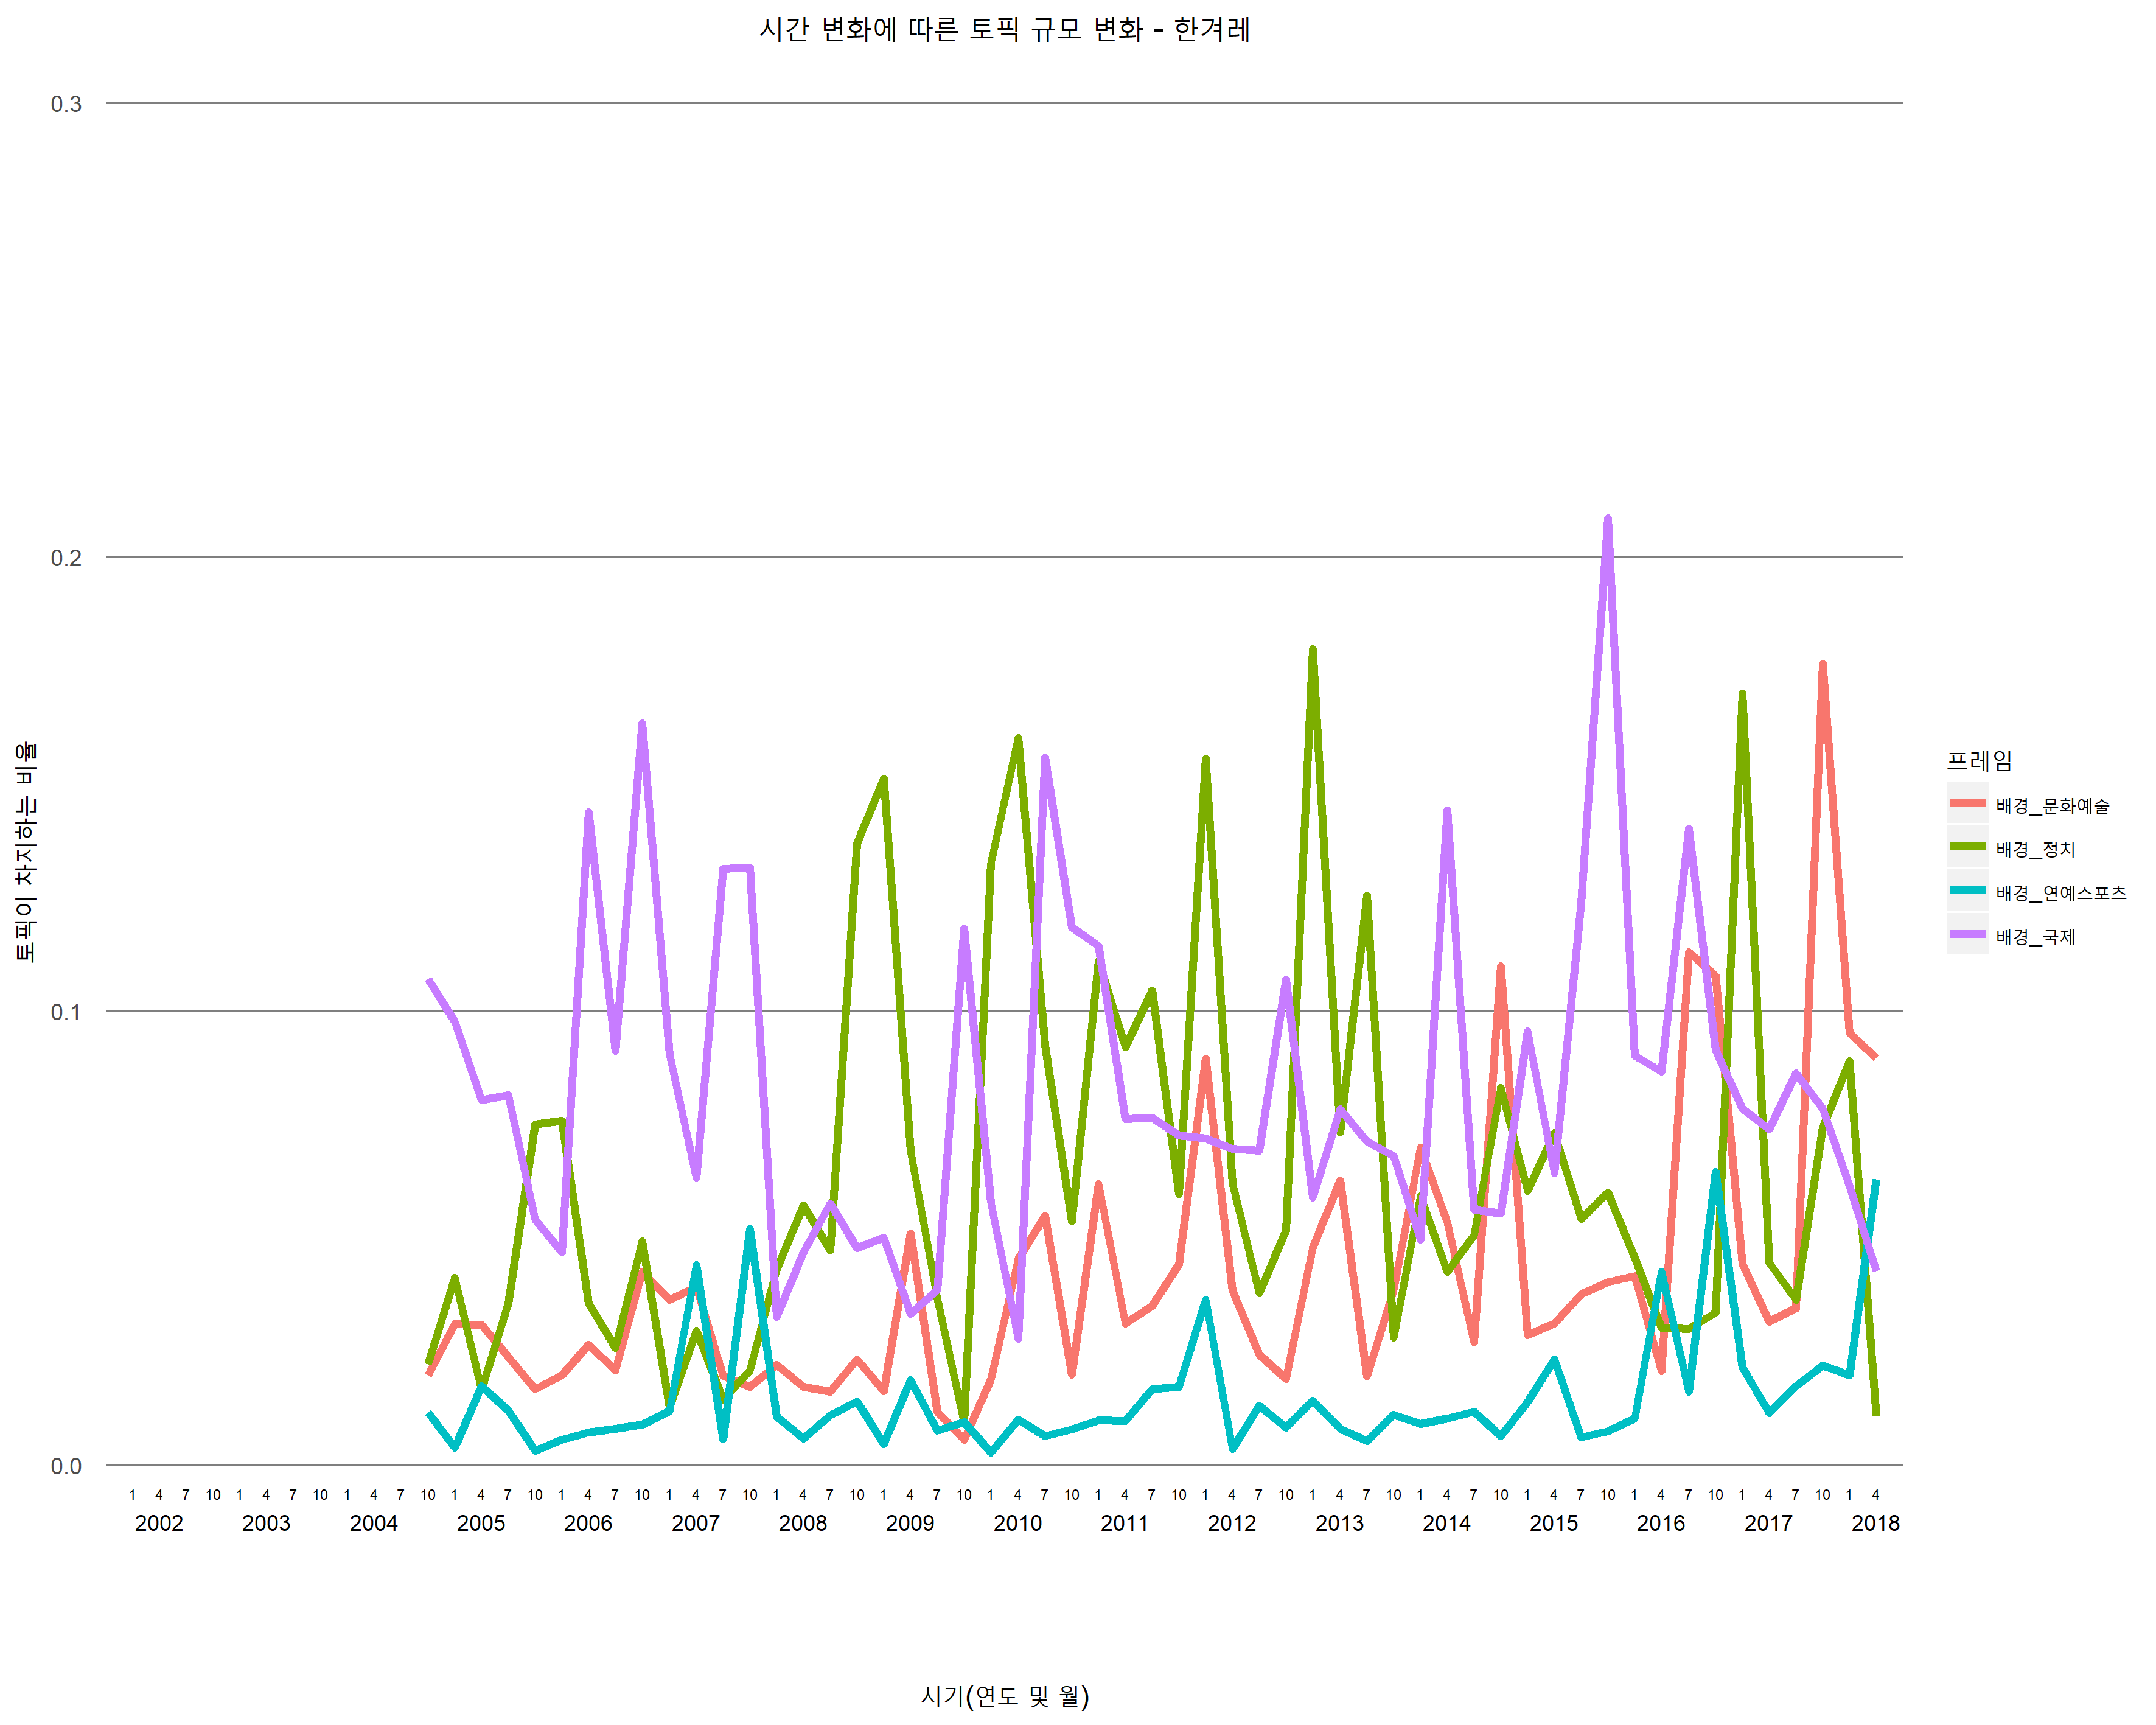 시간 변화에 따른 토픽 규모 변화 - 한겨레
토픽이 차지하는 비율
0.3
0.2
0.1
0.0
1 4 7 10 1 4 7 10 1 4 7 10 1 4 7 10 1 4 7 10 1 4 7 10 1 4 7 10 1 4 7 10 1 4 7 10 1 4 7 10 1 4 7 10 1 4 7 10 1 4 7 10 1 4 7 10 1 4 7 10 1 4 7 10 1 4
2002 2003 2004 2005 2006 2007 2008 2009 2010 2011 2012 2013 2014 2015 2016 2017 2018
시기(연도 및 월)
프레임
배경_문화예술
배경_정치
배경_연예스포츠
배경_국제